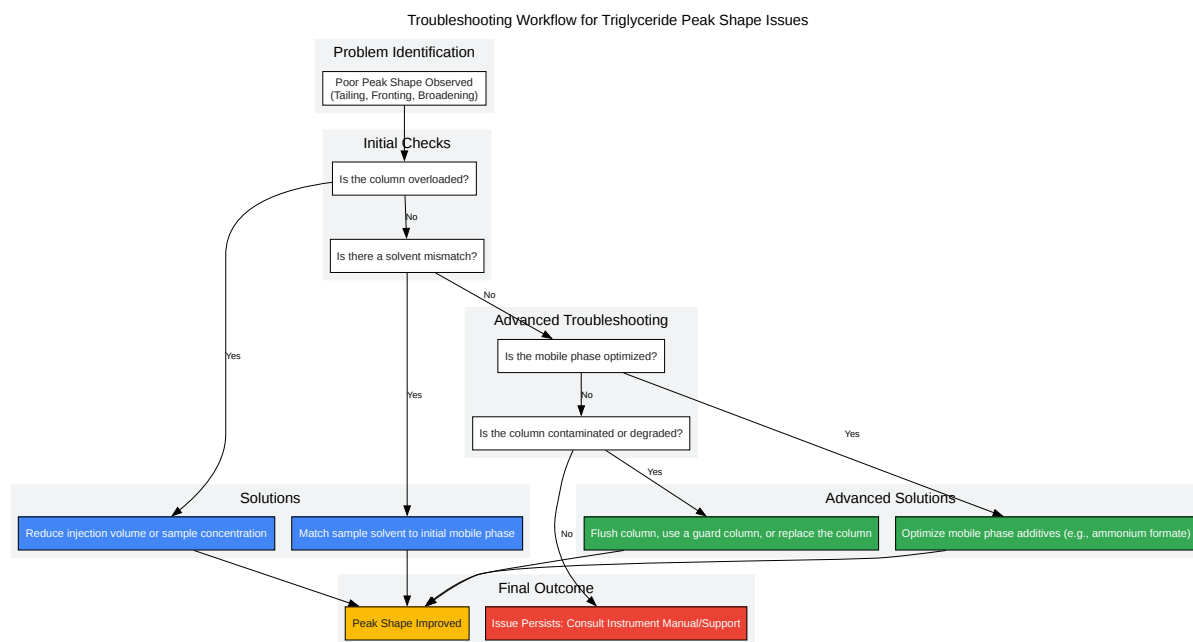 Troubleshooting Workflow for Triglyceride Peak Shape Issues
Problem Identification
Poor Peak Shape Observed
(Tailing, Fronting, Broadening)
Initial Checks
Is the column overloaded?
No
Is there a solvent mismatch?
No
Advanced Troubleshooting
Is the mobile phase optimized?
Yes
No
Yes
Is the column contaminated or degraded?
Yes
Yes
Solutions
Advanced Solutions
Reduce injection volume or sample concentration
Match sample solvent to initial mobile phase
No
Flush column, use a guard column, or replace the column
Optimize mobile phase additives (e.g., ammonium formate)
Final Outcome
Peak Shape Improved
Issue Persists: Consult Instrument Manual/Support